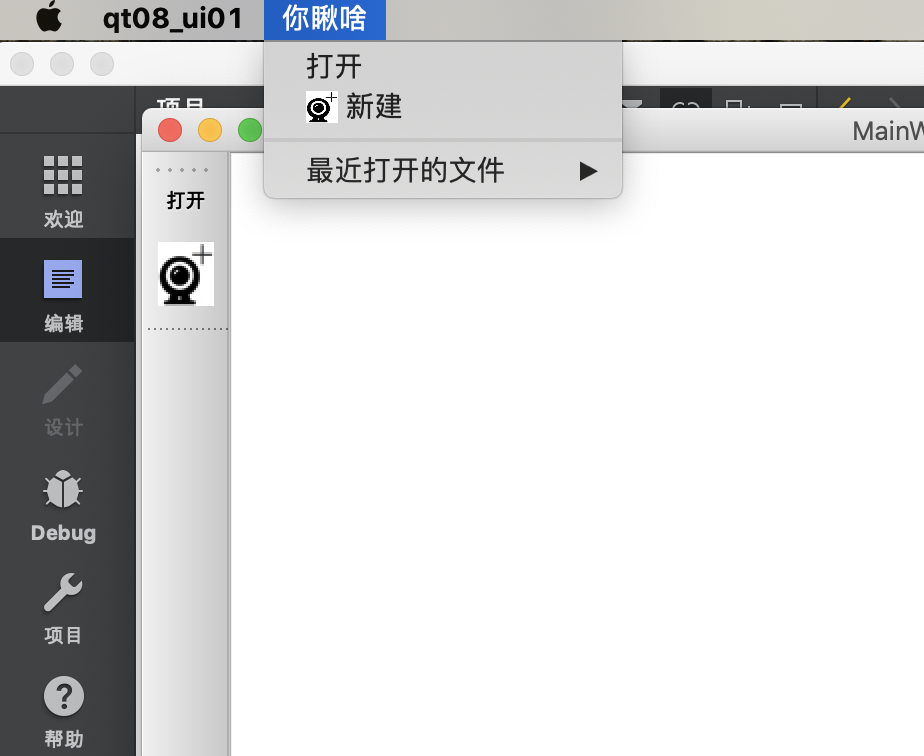 qt08_ui01 你瞅啥
打开
项目
新建
MainW
最近打开的文件
打开
欢迎
编辑
设计
Debug
项目
帮助